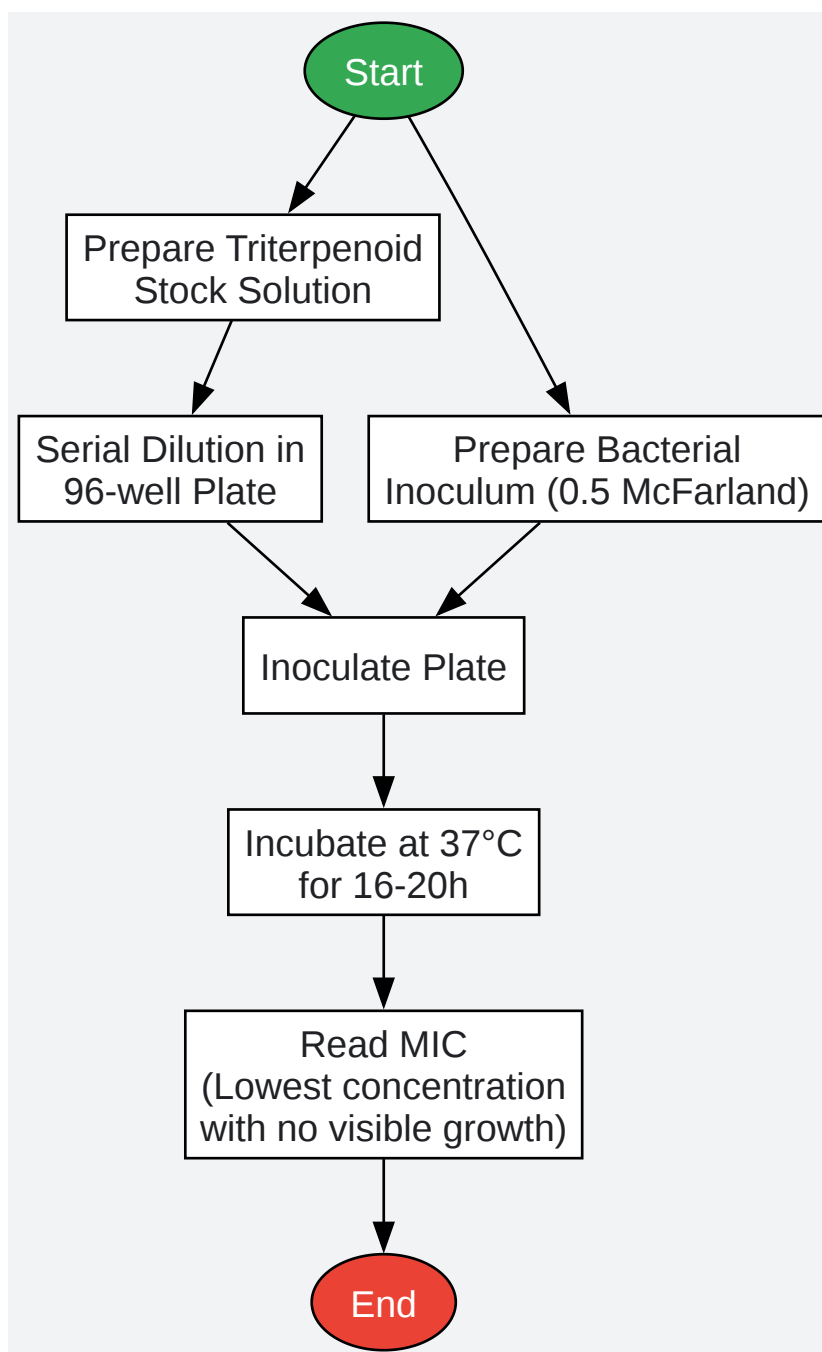 Start
Prepare Triterpenoid
Stock Solution
Serial Dilution in
96-well Plate
Prepare Bacterial
Inoculum (0.5 McFarland)
Inoculate Plate
Incubate at 37°C
for 16-20h
Read MIC
(Lowest concentration
with no visible growth)
End